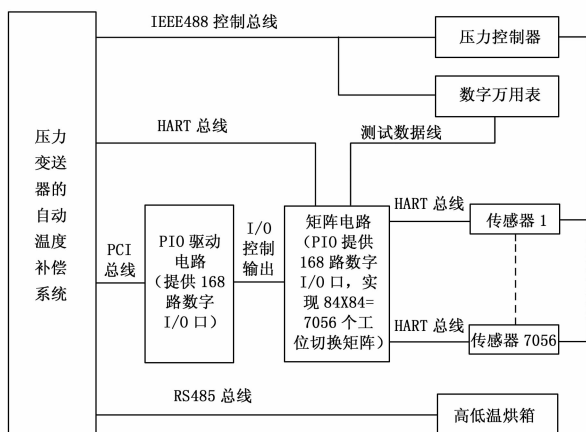 IEEE488 控制总线
压力控制器
数字万用表
HART 总线
测试数据线
压力
变送
器的
自动
温度
补偿
系统
PCI
总线
PIO 驱动
电路
（提供 168
路数字
I/O 口）
I/O
控制
输出
矩阵电路
（PIO 提供
168 路数字
I/O 口，实
现 84X84=
7056 个工
位切换矩阵）
HART 总线
传感器 1
HART 总线
传感器 7056
RS485 总线
高低温烘箱